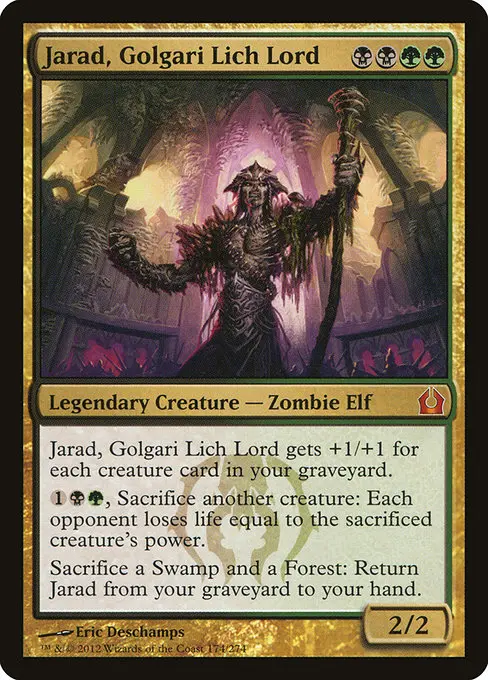 Jarad, Golgari Lich Lord
Legendary Creature — Zombie Elf
Jarad, Golgari Lich Lord gets +1/+1 for
each creature card in your graveyard.
1, Sacrifice another creature: Each
opponent loses life equal to the sacrificed
creature's power.
Sacrifice a Swamp and a Forest: Return
Jarad from your graveyard to your hand.
2/2
Eric Deschamps
™ & © 2012 Wizards of the Coast 174/274